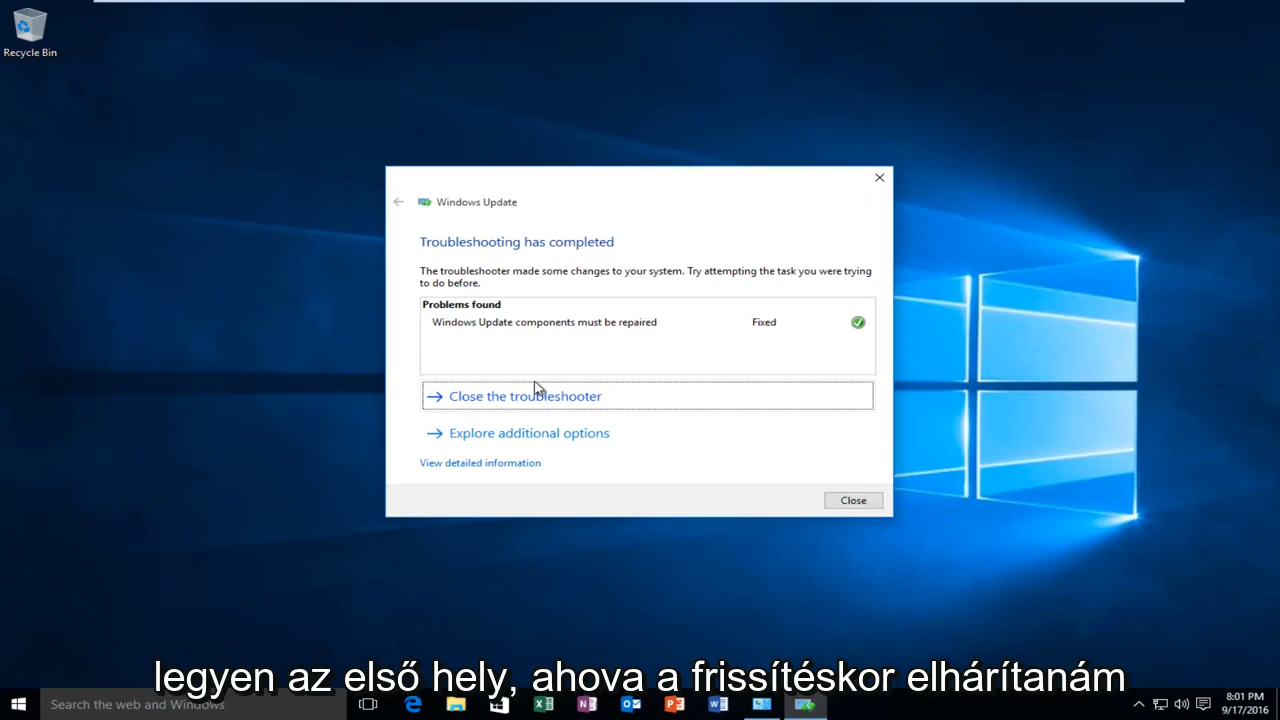 Recycle Bin
Windows Update
Troubleshooting has completed
The troubleshooter made some changes to your system. Try attempting the task you were trying
to do before.
Problems found
Windows Update components must be repaired Fixed
Close the troubleshooter
Explore additional options
View detailed information
Close
legyen az első hely, ahova a frissítéskor elhárítanám
Search the web and Windows
8:01 PM
9/17/2016